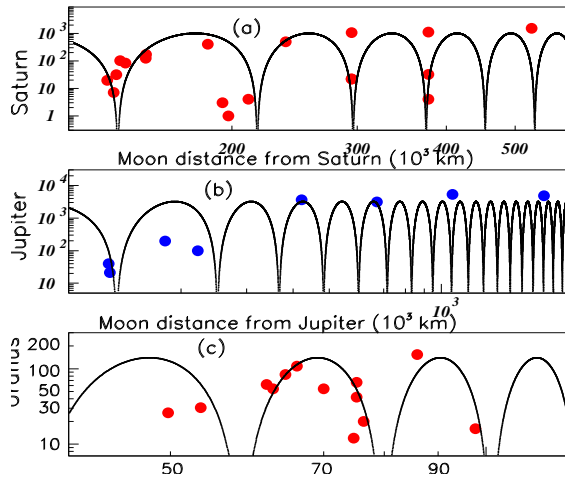 (a)
Saturn
10³
10²
10
1
200 300 400 500
Moon distance from Saturn (10³ km)
(b)
Jupiter
10⁴
10³
10²
10
10³
Moon distance from Jupiter (10³ km)
(c)
Uranus
200
100
50
30
10
50 70 90